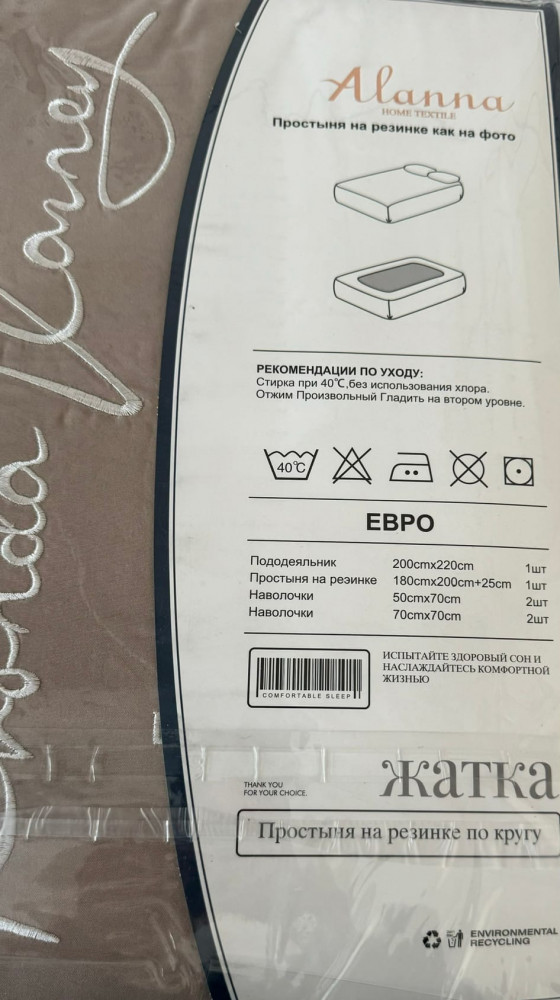 Alanna
HOME TEXTILE
Простыня на резинке как на фото
РЕКОМЕНДАЦИИ ПО УХОДУ:
Стирка при 40℃,без использования хлора.
Отжим Произвольный Гладить на втором уровне.
40℃
ЕВРО
Пододеяльник 200cmx220cm 1шт
Простыня на резинке 180cmx200cm+25cm 1шт
Наволочки 50cmx70cm 2шт
Наволочки 70cmx70cm 2шт
COMFORTABLE SLEEP
ИСПЫТАЙТЕ ЗДОРОВЫЙ СОН И
НАСЛАЖДАЙТЕСЬ КОМФОРТНОЙ
ЖИЗНЬЮ
THANK YOU
FOR YOUR CHOICE.
жатка
Простыня на резинке по кругу
ENVIRONMENTAL
RECYCLING